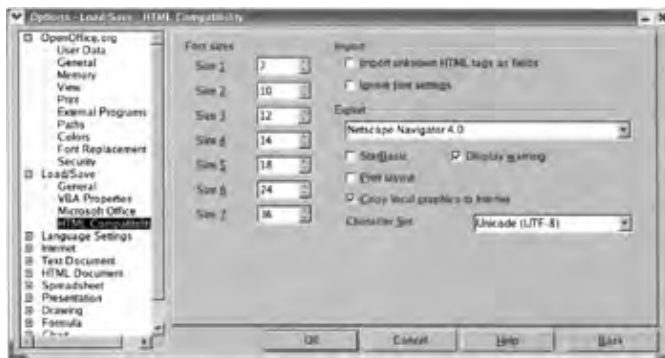 Options - Load/Save - HTML Compatibility
OpenOffice.org
User Data
General
Memory
View
Print
External Programs
Paths
Colors
Font Replacement
Security
Load/Save
General
VBA Properties
Microsoft Office
HTML Compatibility
Language Settings
Internet
Text Document
HTML Document
Spreadsheet
Presentation
Drawing
Formula
Chart
Font sizes
Size 1 7
Size 2 10
Size 3 12
Size 4 14
Size 5 18
Size 6 24
Size 7 36
Import
Import unknown HTML tags as fields
Ignore font settings
Export
Netscape Navigator 4.0
StarBasic Display warning
Print layout
Copy local graphics to Internet
Character Set Unicode (UTF-8)
OK Cancel Help Back